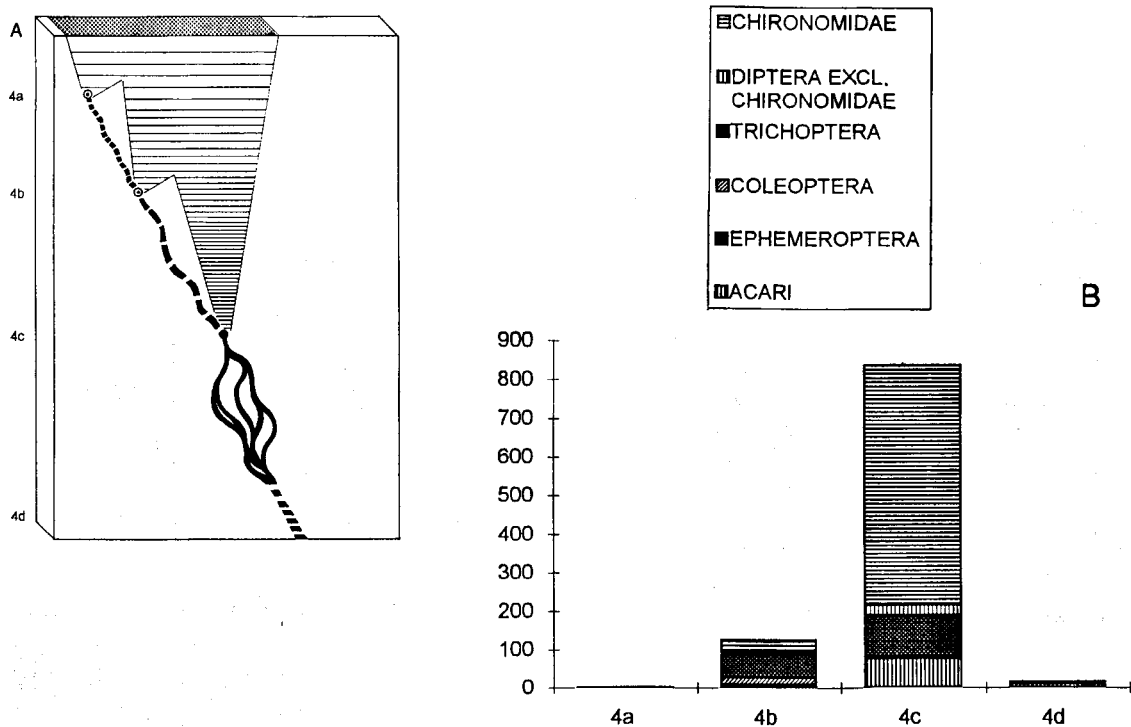 A
4a
4b
4c
4d
CHIRONOMIDAE
DIPTERA EXCL.
CHIRONOMIDAE
TRICHOPTERA
COLEOPTERA
EPHEMEROPTERA
ACARI
B
900
800
700
600
500
400
300
200
100
0
4a
4b
4c
4d